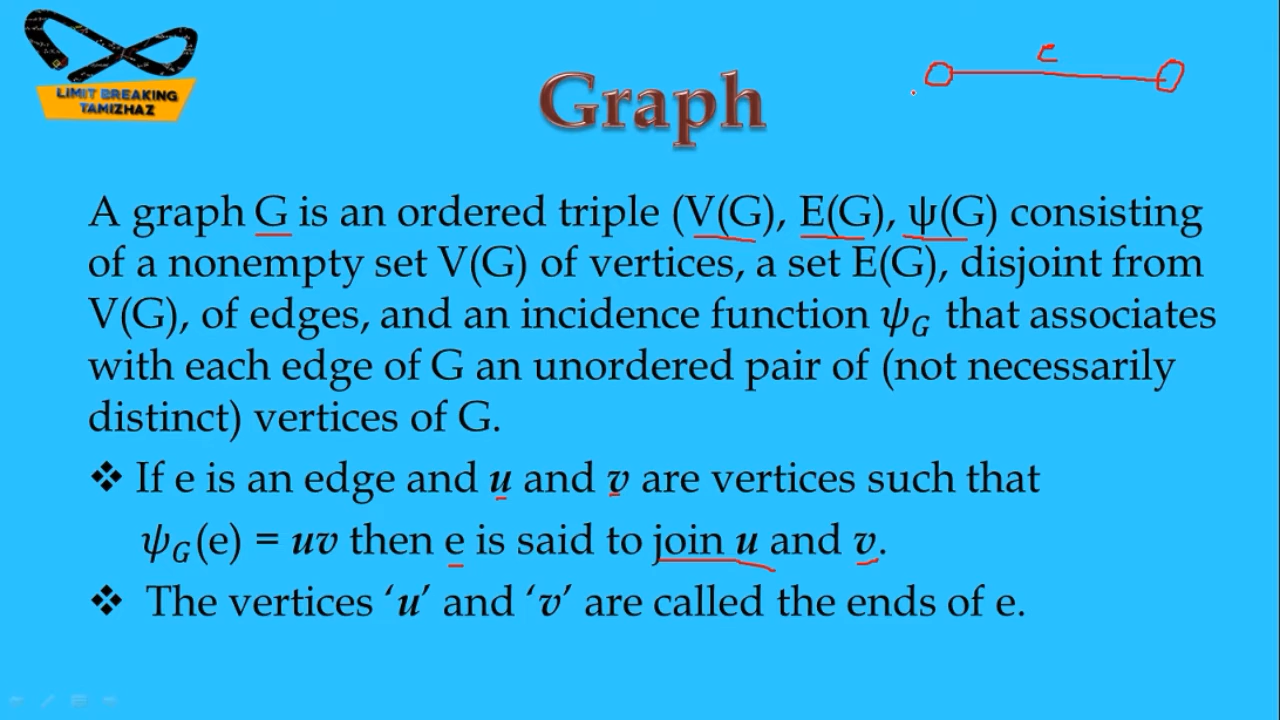 LIMIT BREAKING
TAMIZHAZ
e
Graph
A graph G is an ordered triple (V(G), E(G), ψ(G) consisting
of a nonempty set V(G) of vertices, a set E(G), disjoint from
V(G), of edges, and an incidence function ψ_G that associates
with each edge of G an unordered pair of (not necessarily
distinct) vertices of G.
❖ If e is an edge and u and v are vertices such that
ψ_G(e) = uv then e is said to join u and v.
❖ The vertices ‘u’ and ‘v’ are called the ends of e.